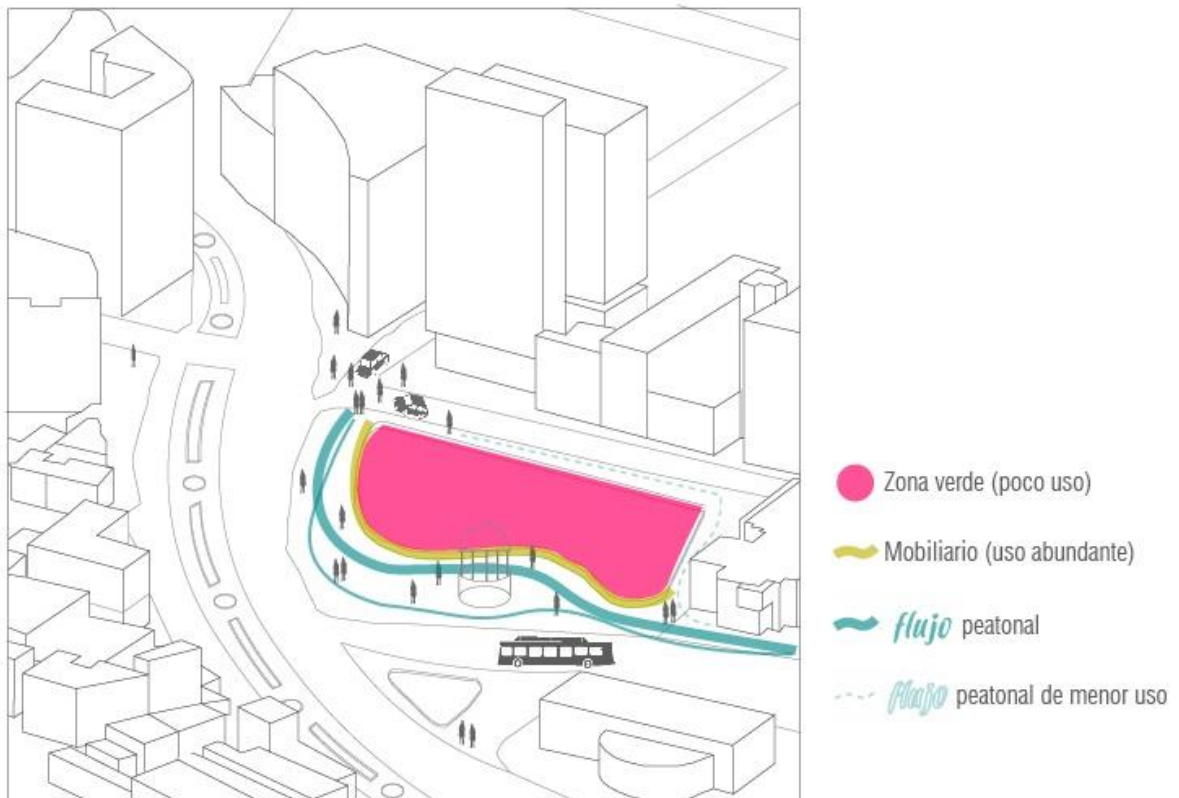 Zona verde (poco uso)
Mobiliario (uso abundante)
flujo peatonal
flujo peatonal de menor uso